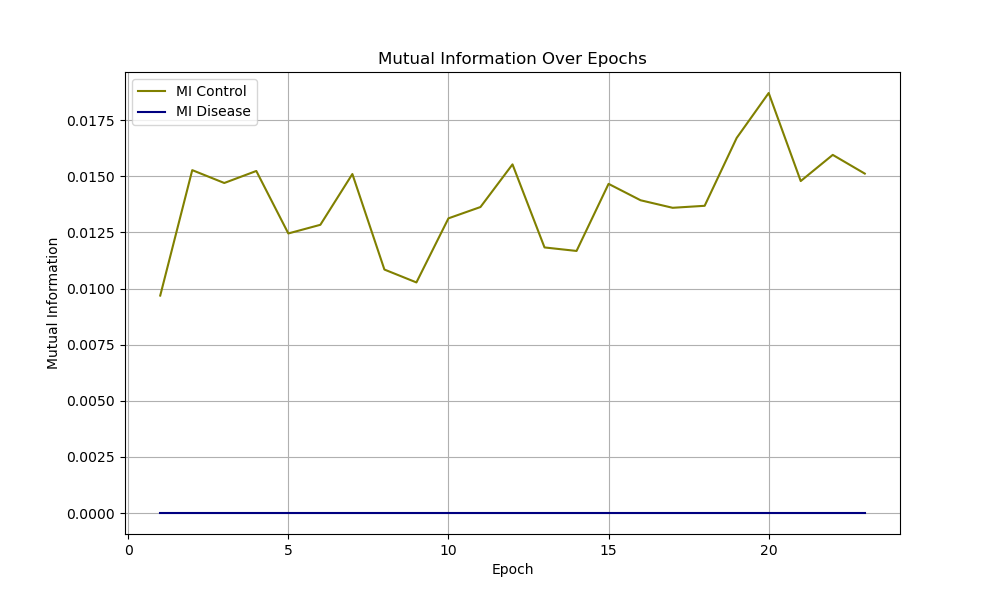 Mutual Information Over Epochs
MI Control
MI Disease
0.0175
0.0150
0.0125
0.0100
0.0075
0.0050
0.0025
0.0000
Mutual Information
0 5 10 15 20
Epoch